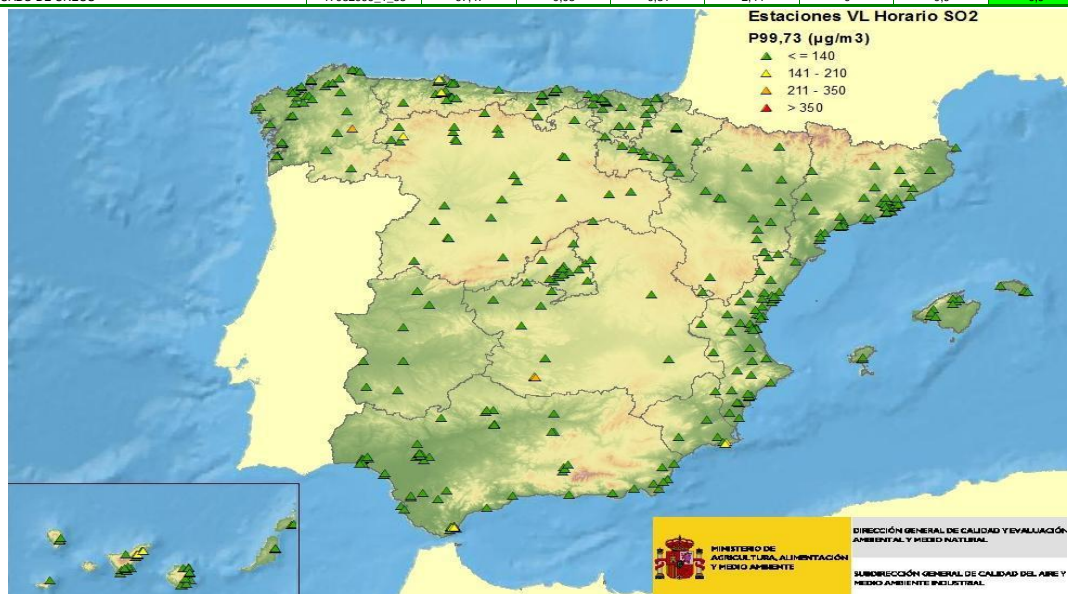 Estaciones VL Horario SO2
P99,73 (µg/m3)
< = 140
141 - 210
211 - 350
> 350
MINISTERIO DE
AGRICULTURA, ALIMENTACIÓN
Y MEDIO AMBIENTE
DIRECCIÓN GENERAL DE CALIDAD Y EVALUACIÓN
AMBIENTAL Y MEDIO NATURAL
SUBDIRECCIÓN GENERAL DE CALIDAD DEL AIRE Y
MEDIO AMBIENTE INDUSTRIAL